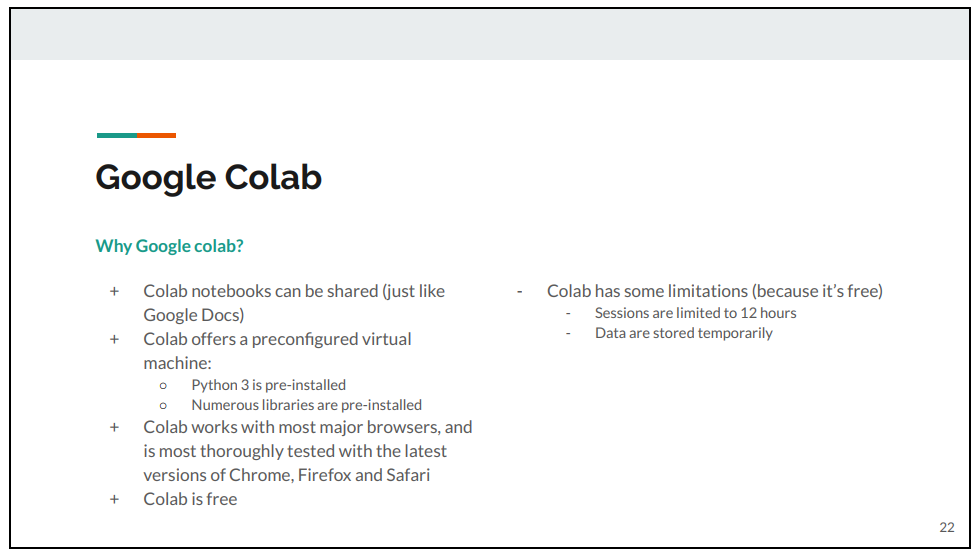 Google Colab
Why Google colab?
+ Colab notebooks can be shared (just like
Google Docs)
+ Colab offers a preconfigured virtual
machine:
○ Python 3 is pre-installed
○ Numerous libraries are pre-installed
+ Colab works with most major browsers, and
is most thoroughly tested with the latest
versions of Chrome, Firefox and Safari
+ Colab is free
- Colab has some limitations (because it’s free)
- Sessions are limited to 12 hours
- Data are stored temporarily
22